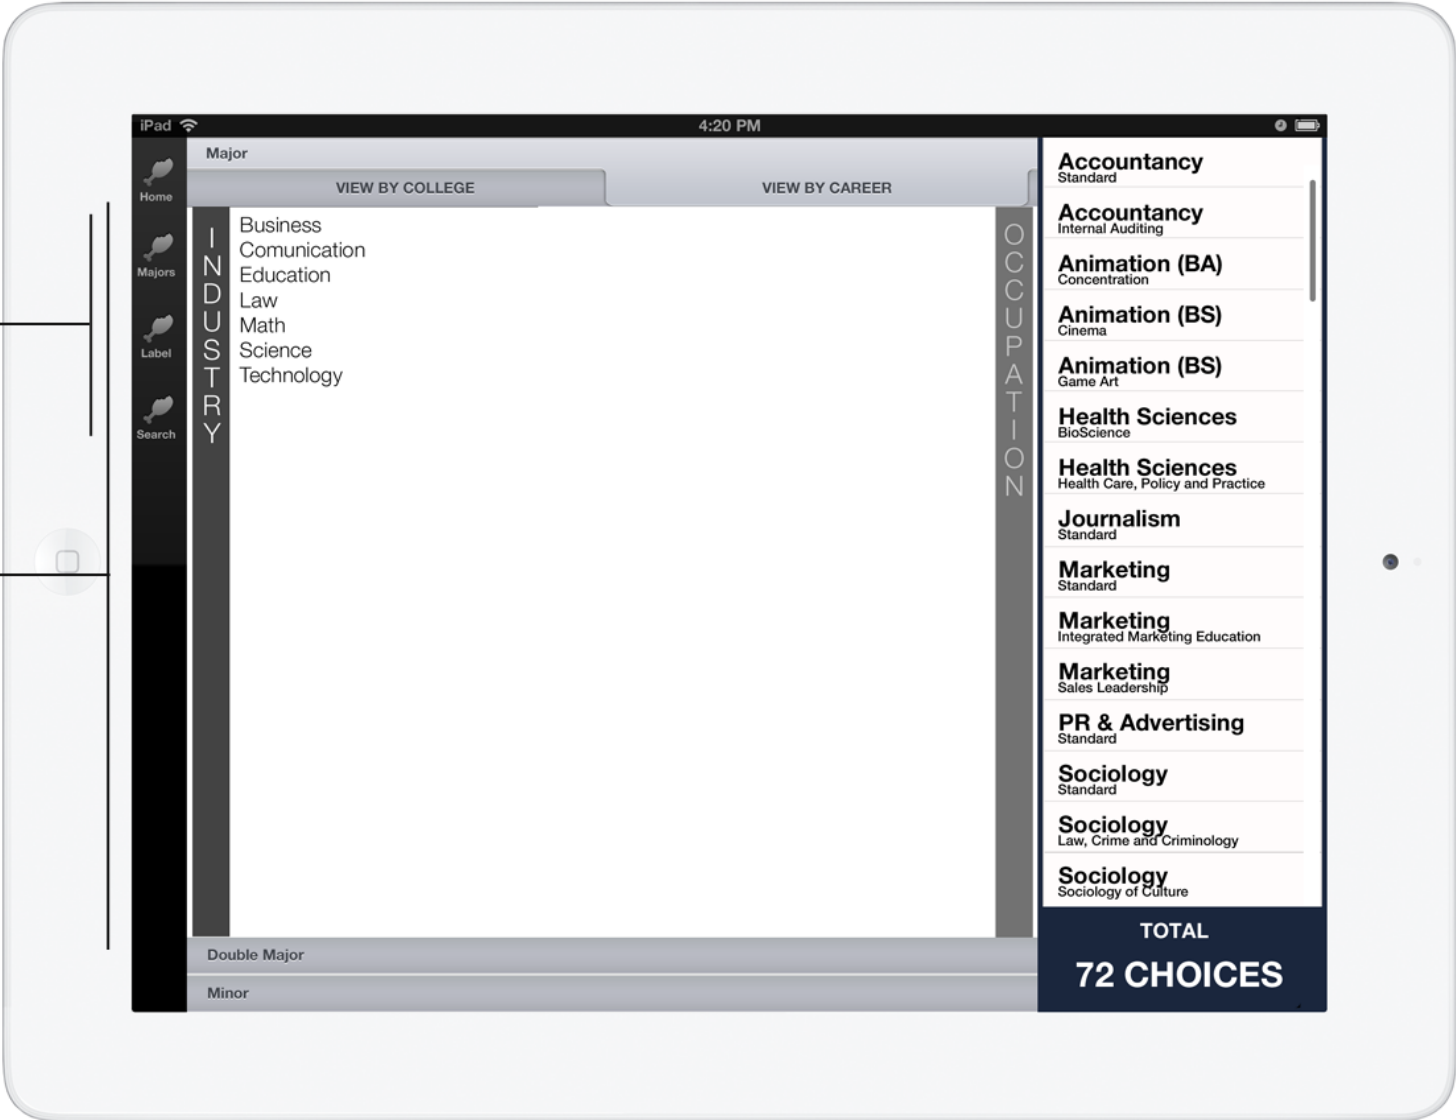 iPad
4:20 PM
Home
Majors
Label
Search
Major
VIEW BY COLLEGE
VIEW BY CAREER
INDUSTRY
Business
Comunication
Education
Law
Math
Science
Technology
OCCUPATION
Double Major
Minor
Accountancy
Standard
Accountancy
Internal Auditing
Animation (BA)
Concentration
Animation (BS)
Cinema
Animation (BS)
Game Art
Health Sciences
BioScience
Health Sciences
Health Care, Policy and Practice
Journalism
Standard
Marketing
Standard
Marketing
Integrated Marketing Education
Marketing
Sales Leadership
PR & Advertising
Standard
Sociology
Standard
Sociology
Law, Crime and Criminology
Sociology
Sociology of Culture
TOTAL
72 CHOICES